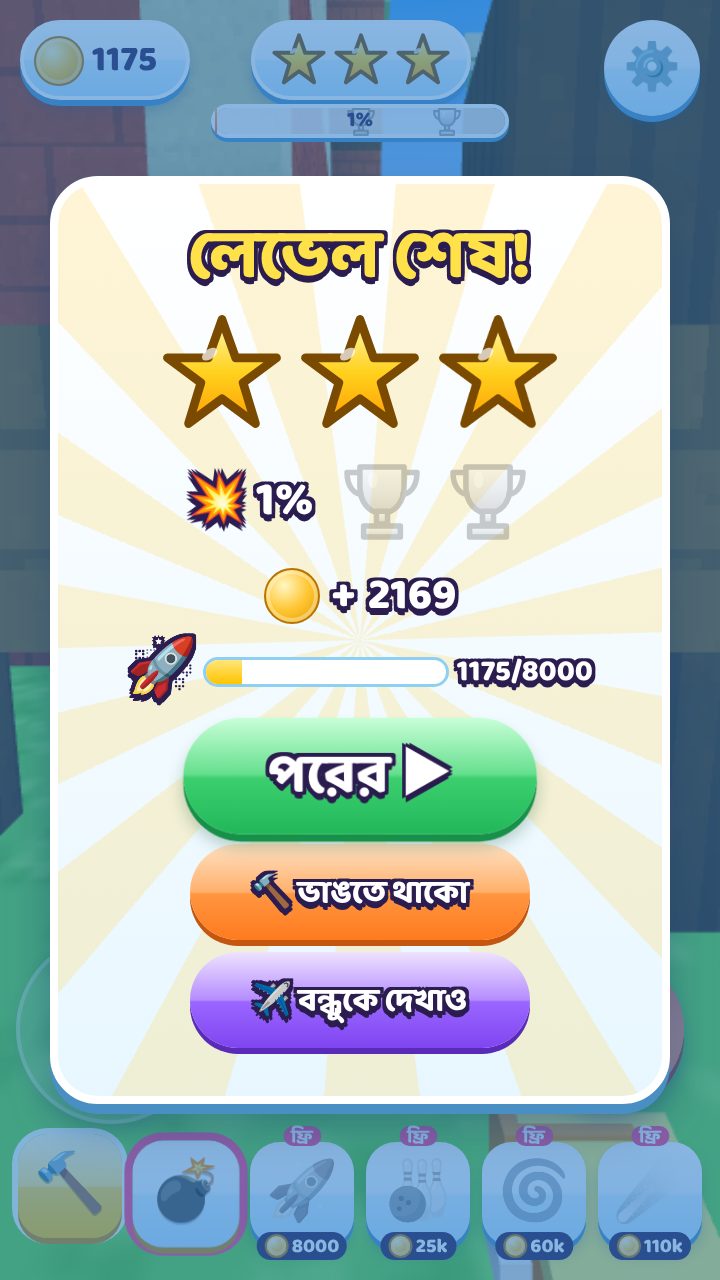 1175
1%
লেভেল শেষ!
1%
+ 2169
1175/8000
পরের
ভাঙতে থাকো
বন্ধুকে দেখাও
ফ্রি ফ্রি ফ্রি ফ্রি
8000 25k 60k 110k